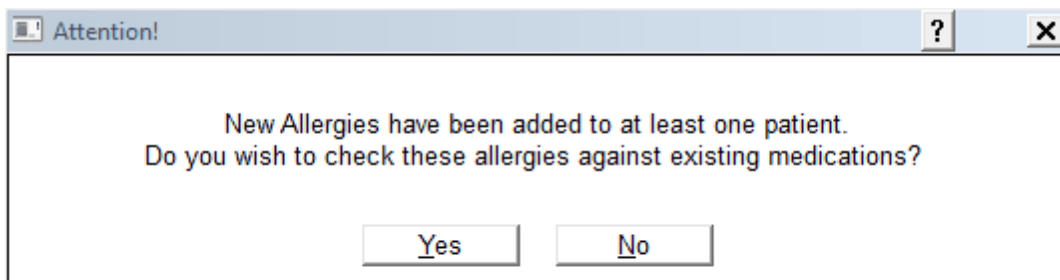 Attention!
?
New Allergies have been added to at least one patient.
Do you wish to check these allergies against existing medications?
Yes
No